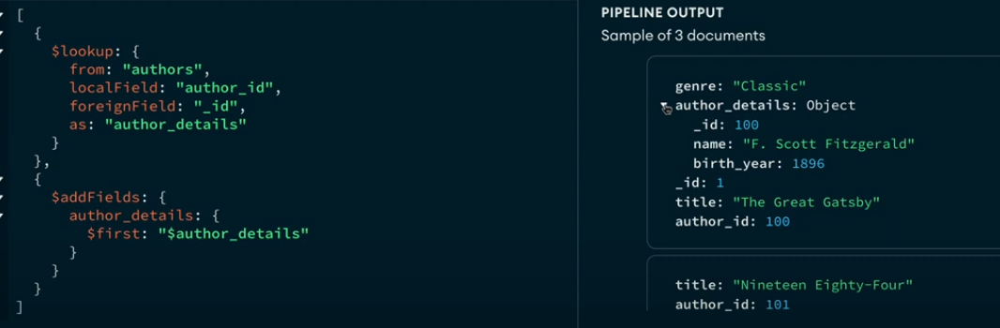 [
{
$lookup: {
from: "authors",
localField: "author_id",
foreignField: "_id",
as: "author_details"
}
},
{
$addFields: {
author_details: {
$first: "$author_details"
}
}
}
]
PIPELINE OUTPUT
Sample of 3 documents
genre: "Classic"
author_details: Object
_id: 100
name: "F. Scott Fitzgerald"
birth_year: 1896
_id: 1
title: "The Great Gatsby"
author_id: 100
title: "Nineteen Eighty-Four"
author_id: 101